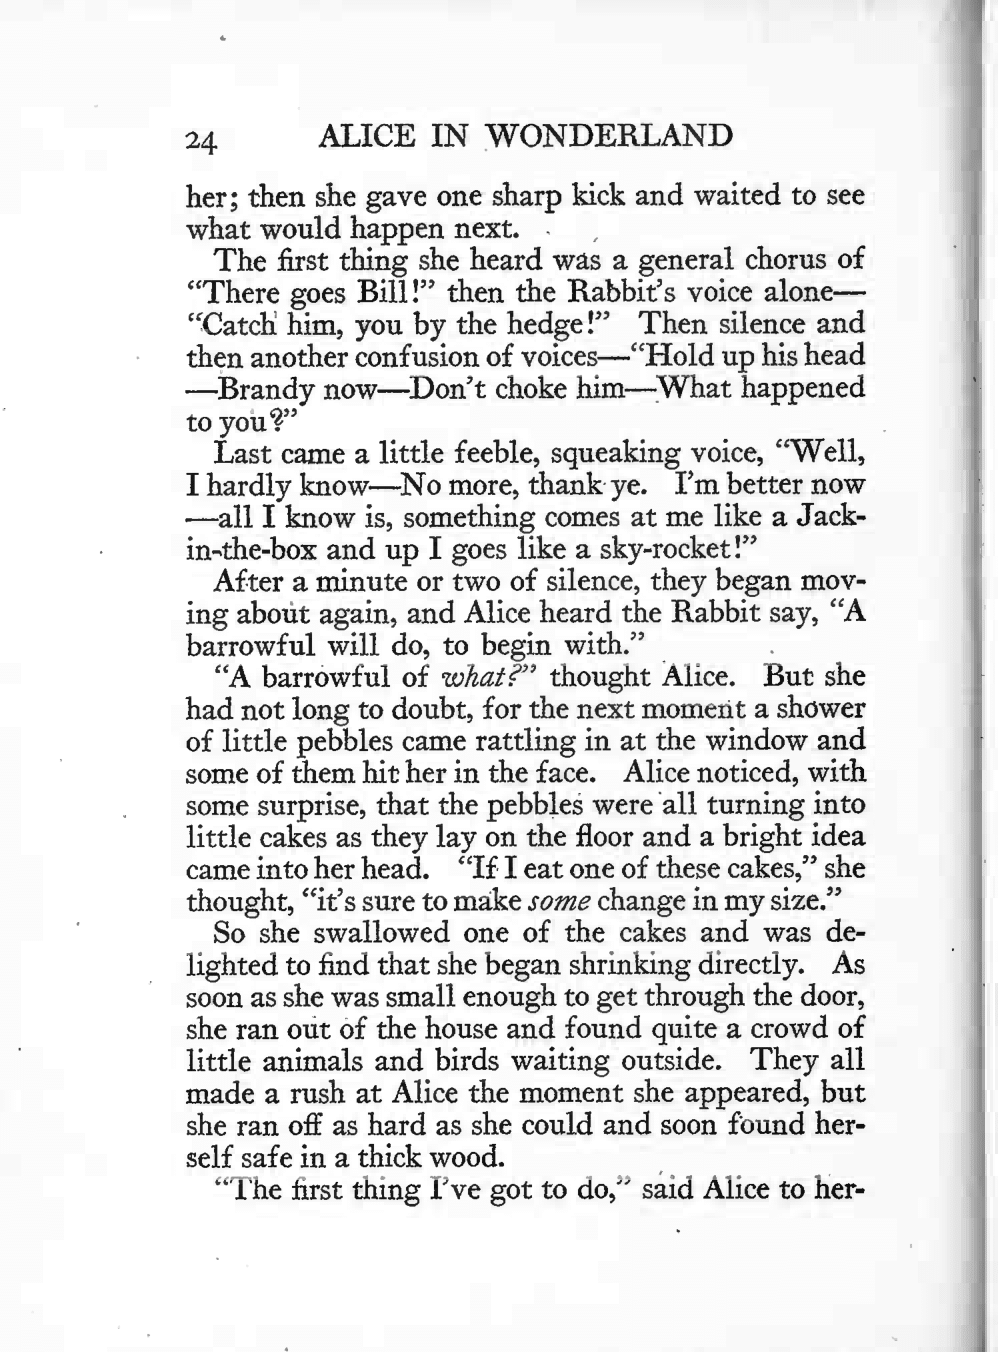 24 ALICE IN WONDERLAND
her; then she gave one sharp kick and waited to see
what would happen next.
The first thing she heard was a general chorus of
“There goes Bill!” then the Rabbit’s voice alone—
“Catch him, you by the hedge!” Then silence and
then another confusion of voices—“Hold up his head
—Brandy now—Don’t choke him—What happened
to you?”
Last came a little feeble, squeaking voice, “Well,
I hardly know—No more, thank ye. I’m better now
—all I know is, something comes at me like a Jack-
in-the-box and up I goes like a sky-rocket!”
After a minute or two of silence, they began mov-
ing about again, and Alice heard the Rabbit say, “A
barrowful will do, to begin with.”
“A barrowful of what?” thought Alice. But she
had not long to doubt, for the next moment a shower
of little pebbles came rattling in at the window and
some of them hit her in the face. Alice noticed, with
some surprise, that the pebbles were all turning into
little cakes as they lay on the floor and a bright idea
came into her head. “If I eat one of these cakes,” she
thought, “it’s sure to make some change in my size.”
So she swallowed one of the cakes and was de-
lighted to find that she began shrinking directly. As
soon as she was small enough to get through the door,
she ran out of the house and found quite a crowd of
little animals and birds waiting outside. They all
made a rush at Alice the moment she appeared, but
she ran off as hard as she could and soon found her-
self safe in a thick wood.
“The first thing I’ve got to do,” said Alice to her-